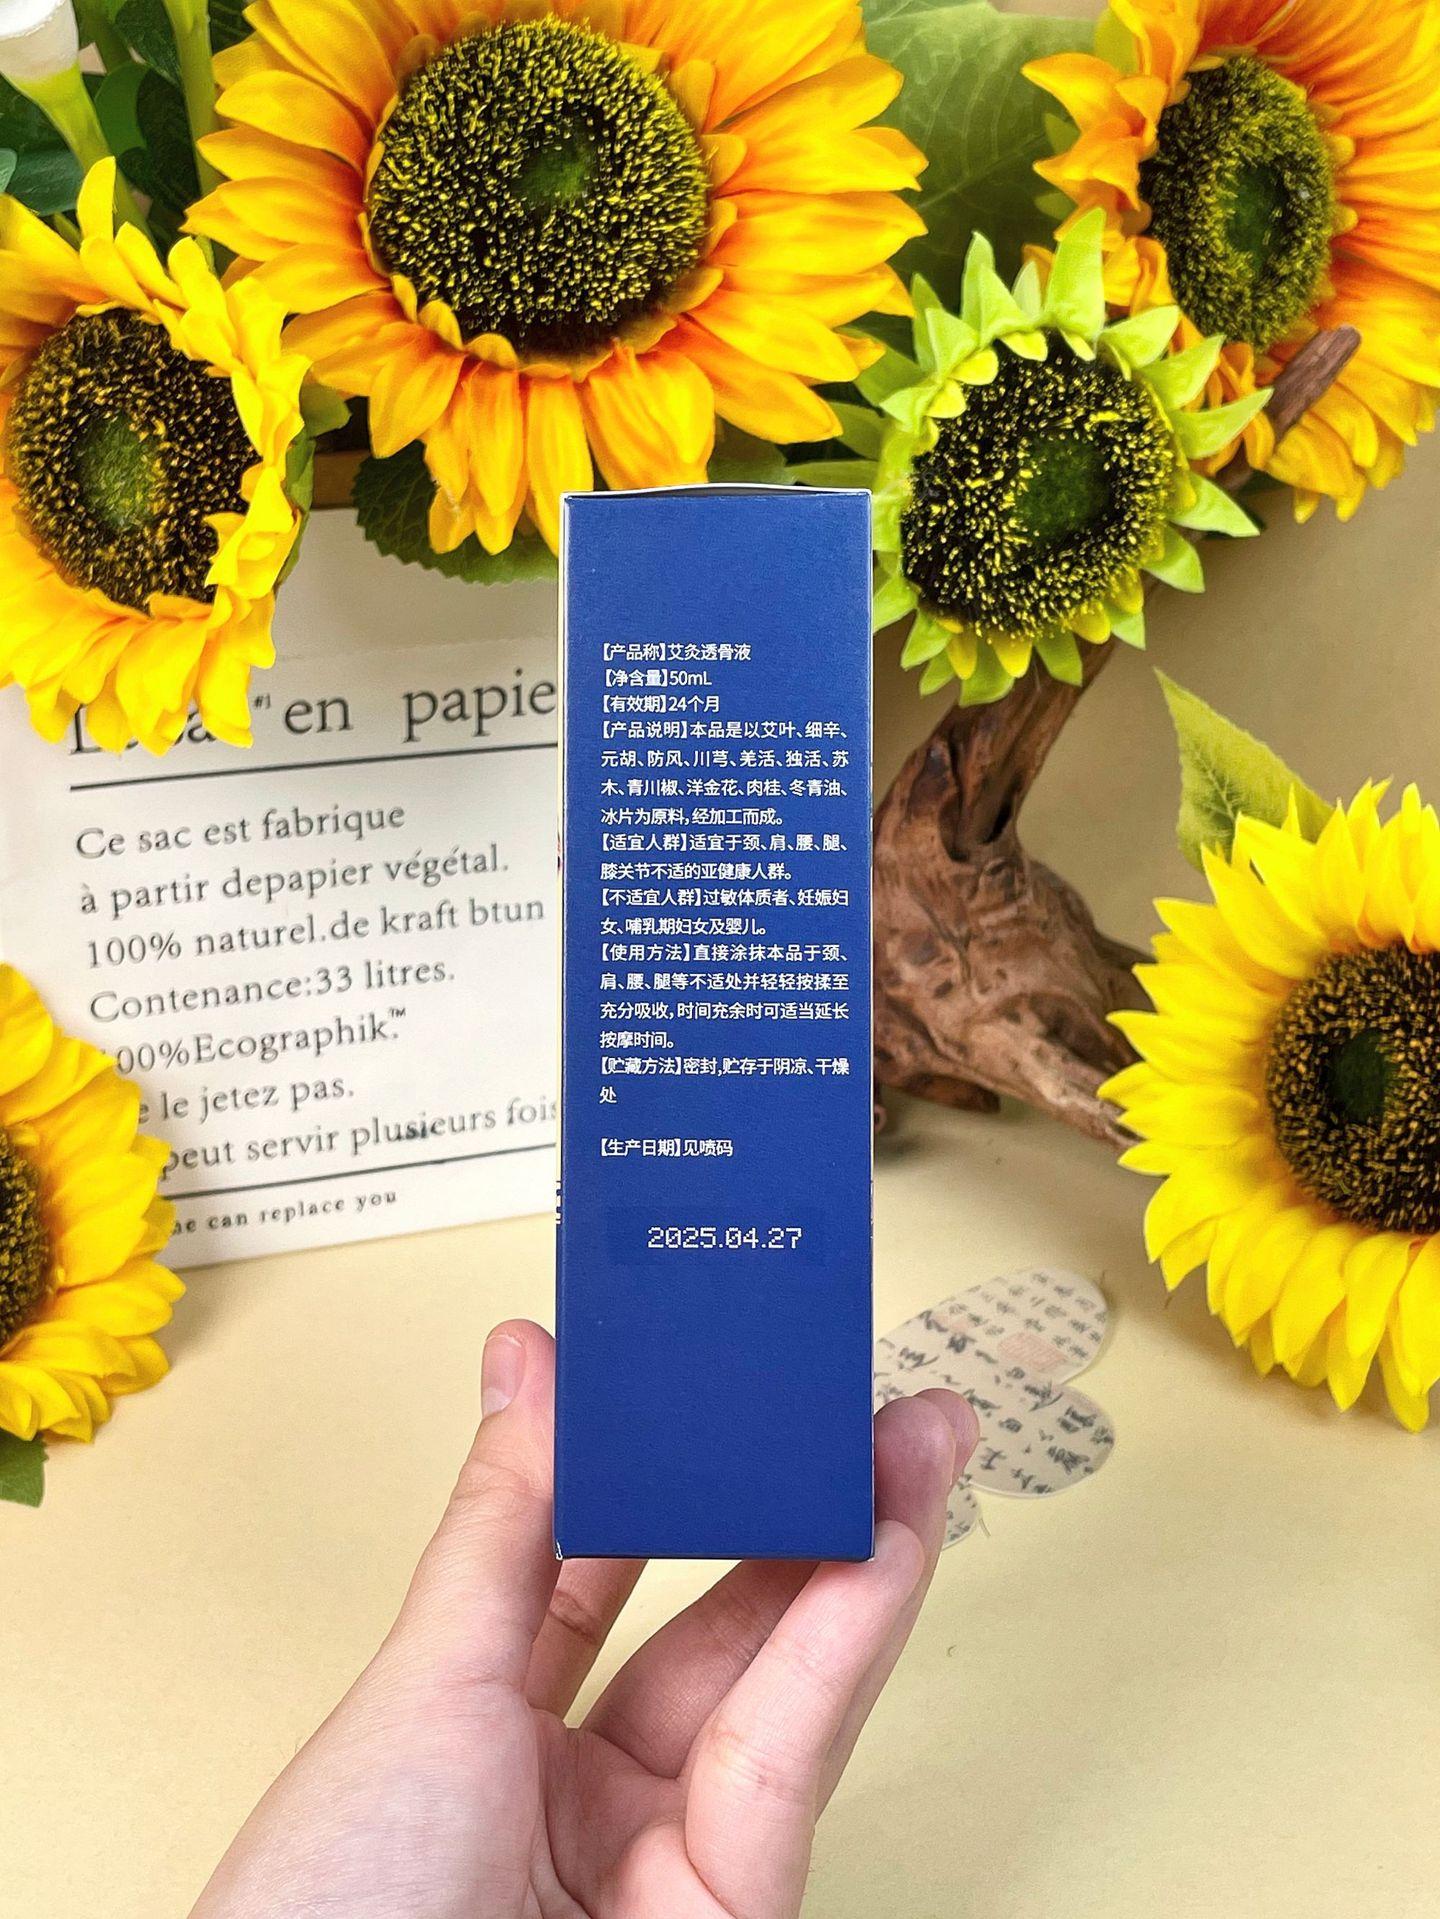 #1
en papie
Ce sac est fabrique
à partir depapier végétal.
100% naturel.de kraft btun
Contenance:33 litres.
00%Ecographik.™
le jetez pas.
peut servir plusieurs fois
can replace you
【产品称】艾灸透骨液
【净含量】50mL
【有效期】24个月
【产品说明】本品是以艾叶、细辛、
元胡、防风、川芎、羌活、独活、苏
木、青川椒、洋金花、肉桂、冬青油、
冰片为原料,经加工而成。
【适宜人群】适宜于颈、肩、腰、腿、
膝关节不适的亚健康人群。
【不适宜人群】过敏体质者、妊娠妇
女、哺乳期妇女及婴儿。
【使用方法】直接涂抹本品于颈、
肩、腰、腿等不适处并轻轻按揉至
充分吸收,时间充余时可适当延长
按摩时间。
【贮藏方法】密封,贮存于阴凉、干燥
处
【生产日期】见喷码
2025.04.27